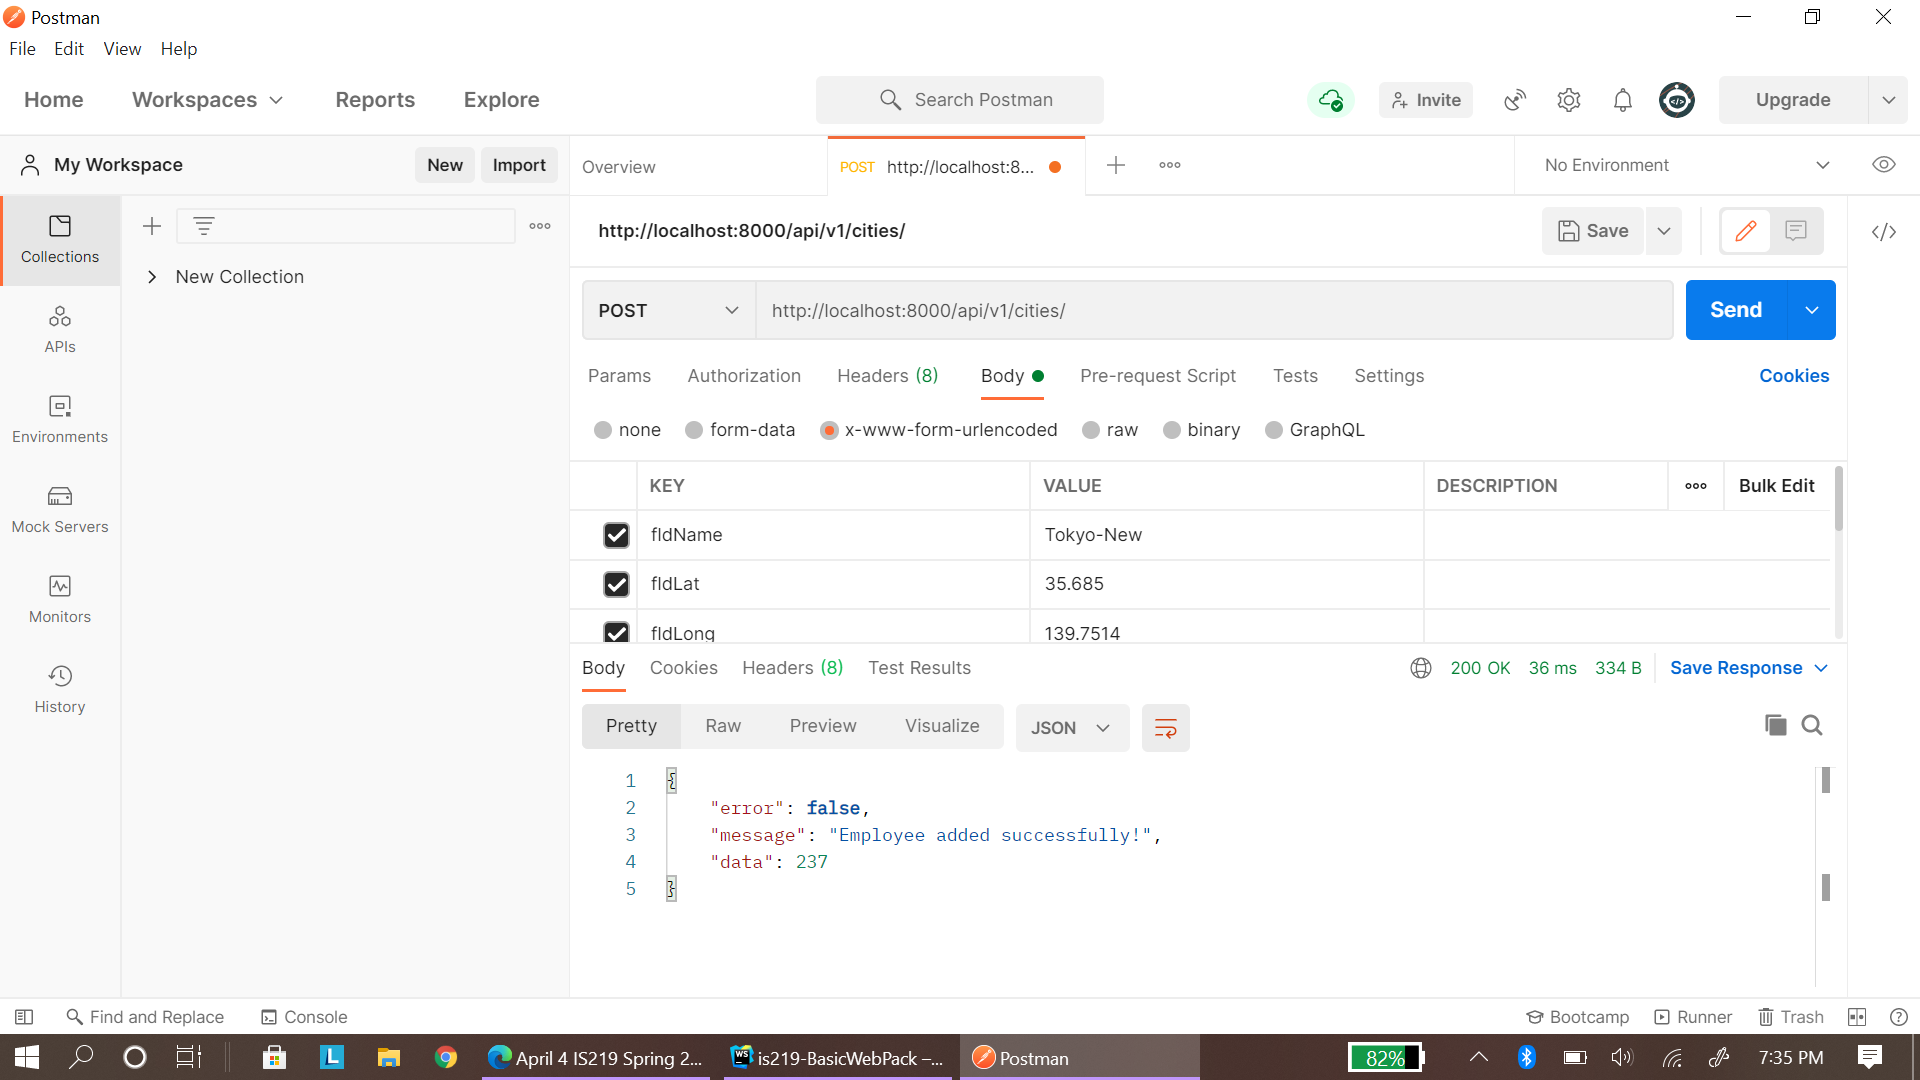 Postman
File Edit View Help
Home Workspaces Reports Explore Search Postman Invite Upgrade
My Workspace New Import Overview POST http://localhost:8... No Environment
Collections
New Collection
APIs
Environments
Mock Servers
Monitors
History
http://localhost:8000/api/v1/cities/ Save
POST http://localhost:8000/api/v1/cities/ Send
Params Authorization Headers (8) Body Pre-request Script Tests Settings Cookies
none form-data x-www-form-urlencoded raw binary GraphQL
KEY VALUE DESCRIPTION Bulk Edit
fldName Tokyo-New
fldLat 35.685
fldLong 139.7514
Body Cookies Headers (8) Test Results 200 OK 36 ms 334 B Save Response
Pretty Raw Preview Visualize JSON
1 {
2 "error": false,
3 "message": "Employee added successfully!",
4 "data": 237
5 }
Find and Replace Console Bootcamp Runner Trash
L April 4 IS219 Spring 2... WS is219-BasicWebPack –... Postman 82% 7:35 PM